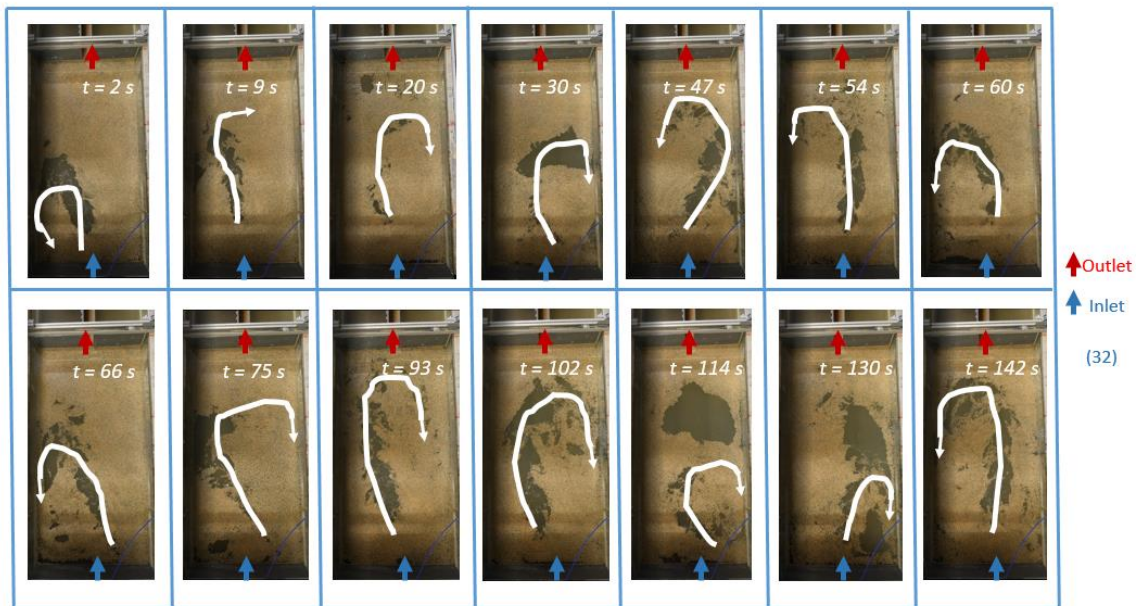 t = 2 s
t = 9 s
t = 20 s
t = 30 s
t = 47 s
t = 54 s
t = 60 s
Outlet
Inlet
(32)
t = 66 s
t = 75 s
t = 93 s
t = 102 s
t = 114 s
t = 130 s
t = 142 s